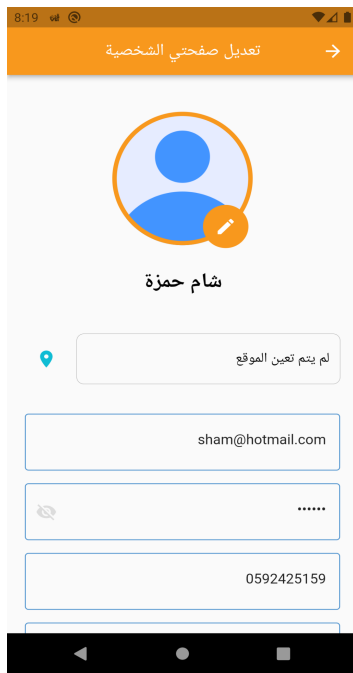 8:19
تعديل صفحتي الشخصية
شام حمزة
لم يتم تعين الموقع
sham@hotmail.com
••••••
0592425159